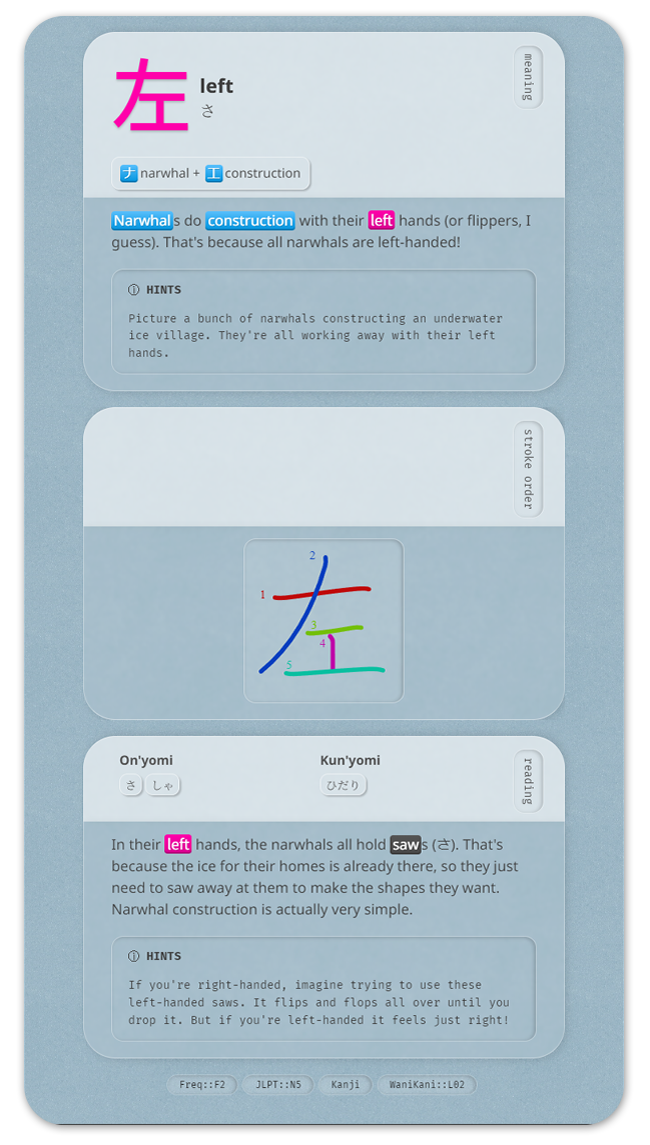 左
left
さ
meaning
ナ narwhal + 工 construction
Narwhals do construction with their left hands (or flippers, I
guess). That's because all narwhals are left-handed!
ⓘ HINTS
Picture a bunch of narwhals constructing an underwater
ice village. They're all working away with their left
hands.
stroke order
1
2
3
4
5
On'yomi
Kun'yomi
さ しゃ
ひだり
reading
In their left hands, the narwhals all hold saws (さ). That's
because the ice for their homes is already there, so they just
need to saw away at them to make the shapes they want.
Narwhal construction is actually very simple.
ⓘ HINTS
If you're right-handed, imagine trying to use these
left-handed saws. It flips and flops all over until you
drop it. But if you're left-handed it feels just right!
Freq::F2 JLPT::N5 Kanji WaniKani::L02